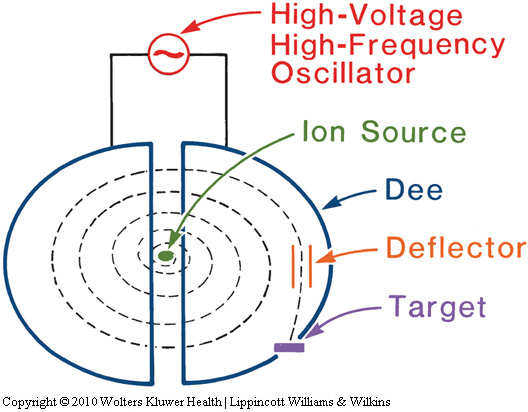 High-Voltage
High-Frequency
Oscillator
Ion Source
Dee
Deflector
Target
Copyright © 2010 Wolters Kluwer Health | Lippincott Williams & Wilkins